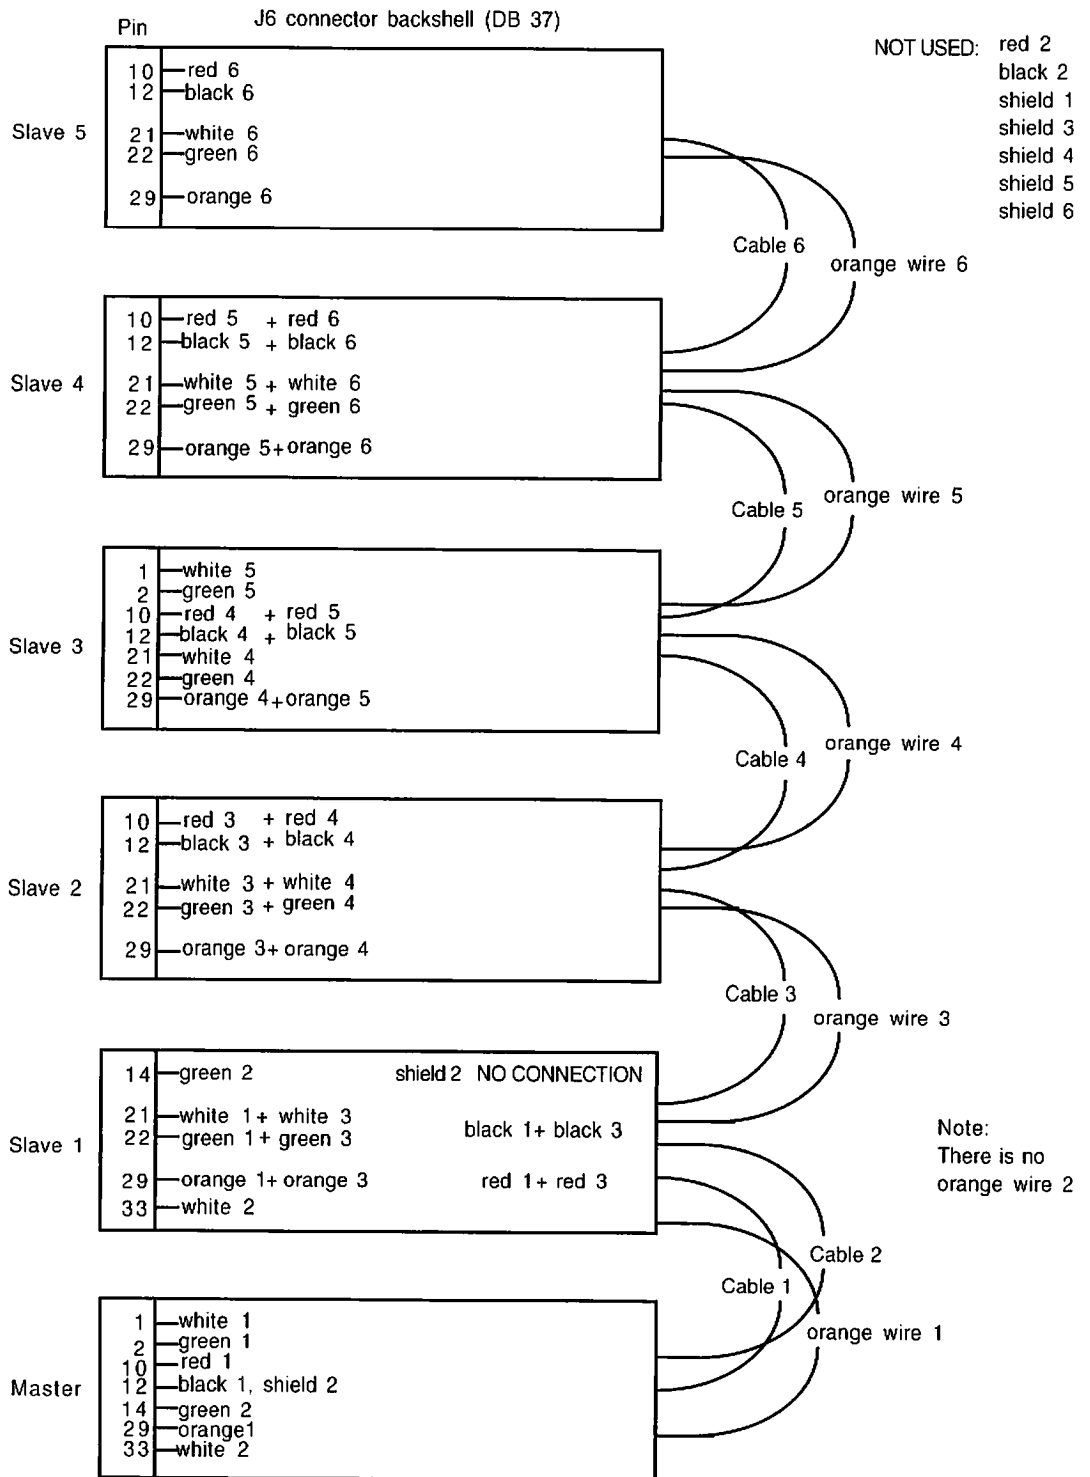 J6 connector backshell (DB 37)
Pin
NOT USED: red 2
black 2
shield 1
shield 3
shield 4
shield 5
shield 6
Slave 5
10 red 6
12 black 6
21 white 6
22 green 6
29 orange 6
Cable 6
orange wire 6
Slave 4
10 red 5 + red 6
12 black 5 + black 6
21 white 5 + white 6
22 green 5 + green 6
29 orange 5+orange 6
Cable 5
orange wire 5
Slave 3
1 white 5
2 green 5
10 red 4 + red 5
12 black 4 + black 5
21 white 4
22 green 4
29 orange 4+orange 5
Cable 4
orange wire 4
Slave 2
10 red 3 + red 4
12 black 3 + black 4
21 white 3 + white 4
22 green 3 + green 4
29 orange 3+ orange 4
Cable 3
orange wire 3
Slave 1
14 green 2
shield 2 NO CONNECTION
21 white 1+ white 3
22 green 1+ green 3
black 1+ black 3
29 orange 1+ orange 3
red 1+ red 3
33 white 2
Note:
There is no
orange wire 2
Cable 2
Cable 1
orange wire 1
Master
1 white 1
2 green 1
10 red 1
12 black 1, shield 2
14 green 2
29 orange1
33 white 2